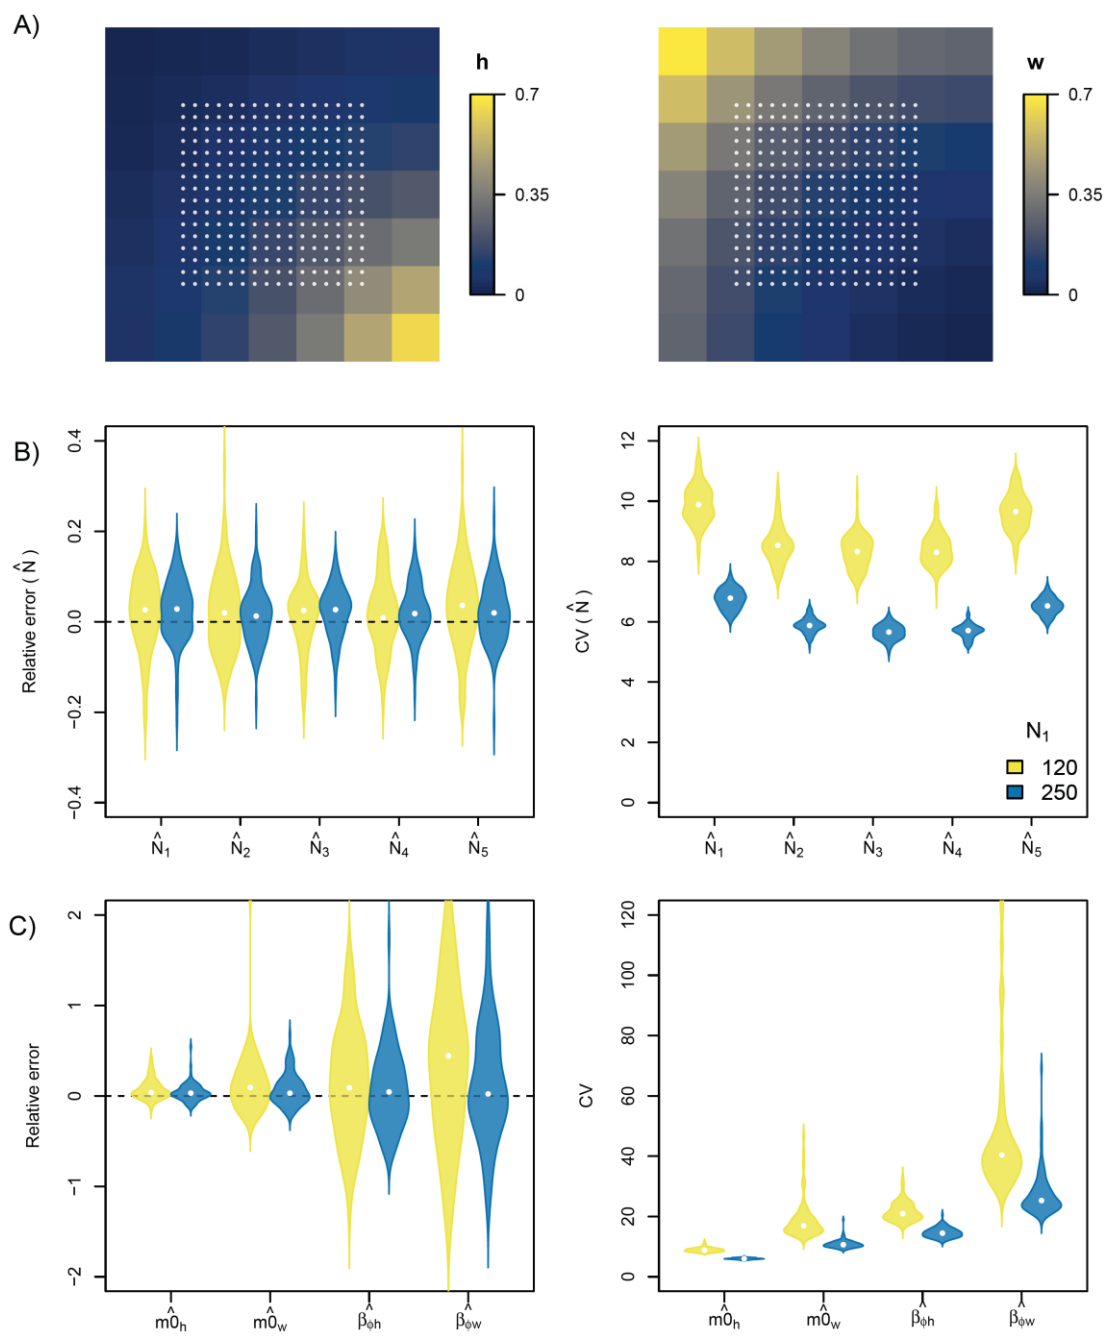 A)
h
0.7
0.35
0
w
0.7
0.35
0
B)
Relative error ( N̂ )
0.4
0.2
0.0
−0.2
−0.4
N̂₁ N̂₂ N̂₃ N̂₄ N̂₅
CV ( N̂ )
12
10
8
6
4
2
0
N₁
120
250
N̂₁ N̂₂ N̂₃ N̂₄ N̂₅
C)
Relative error
2
1
0
−1
−2
m0̂ₕ m0̂w β̂ϕh β̂ϕw
CV
120
100
80
60
40
20
0
m0̂ₕ m0̂w β̂ϕh β̂ϕw